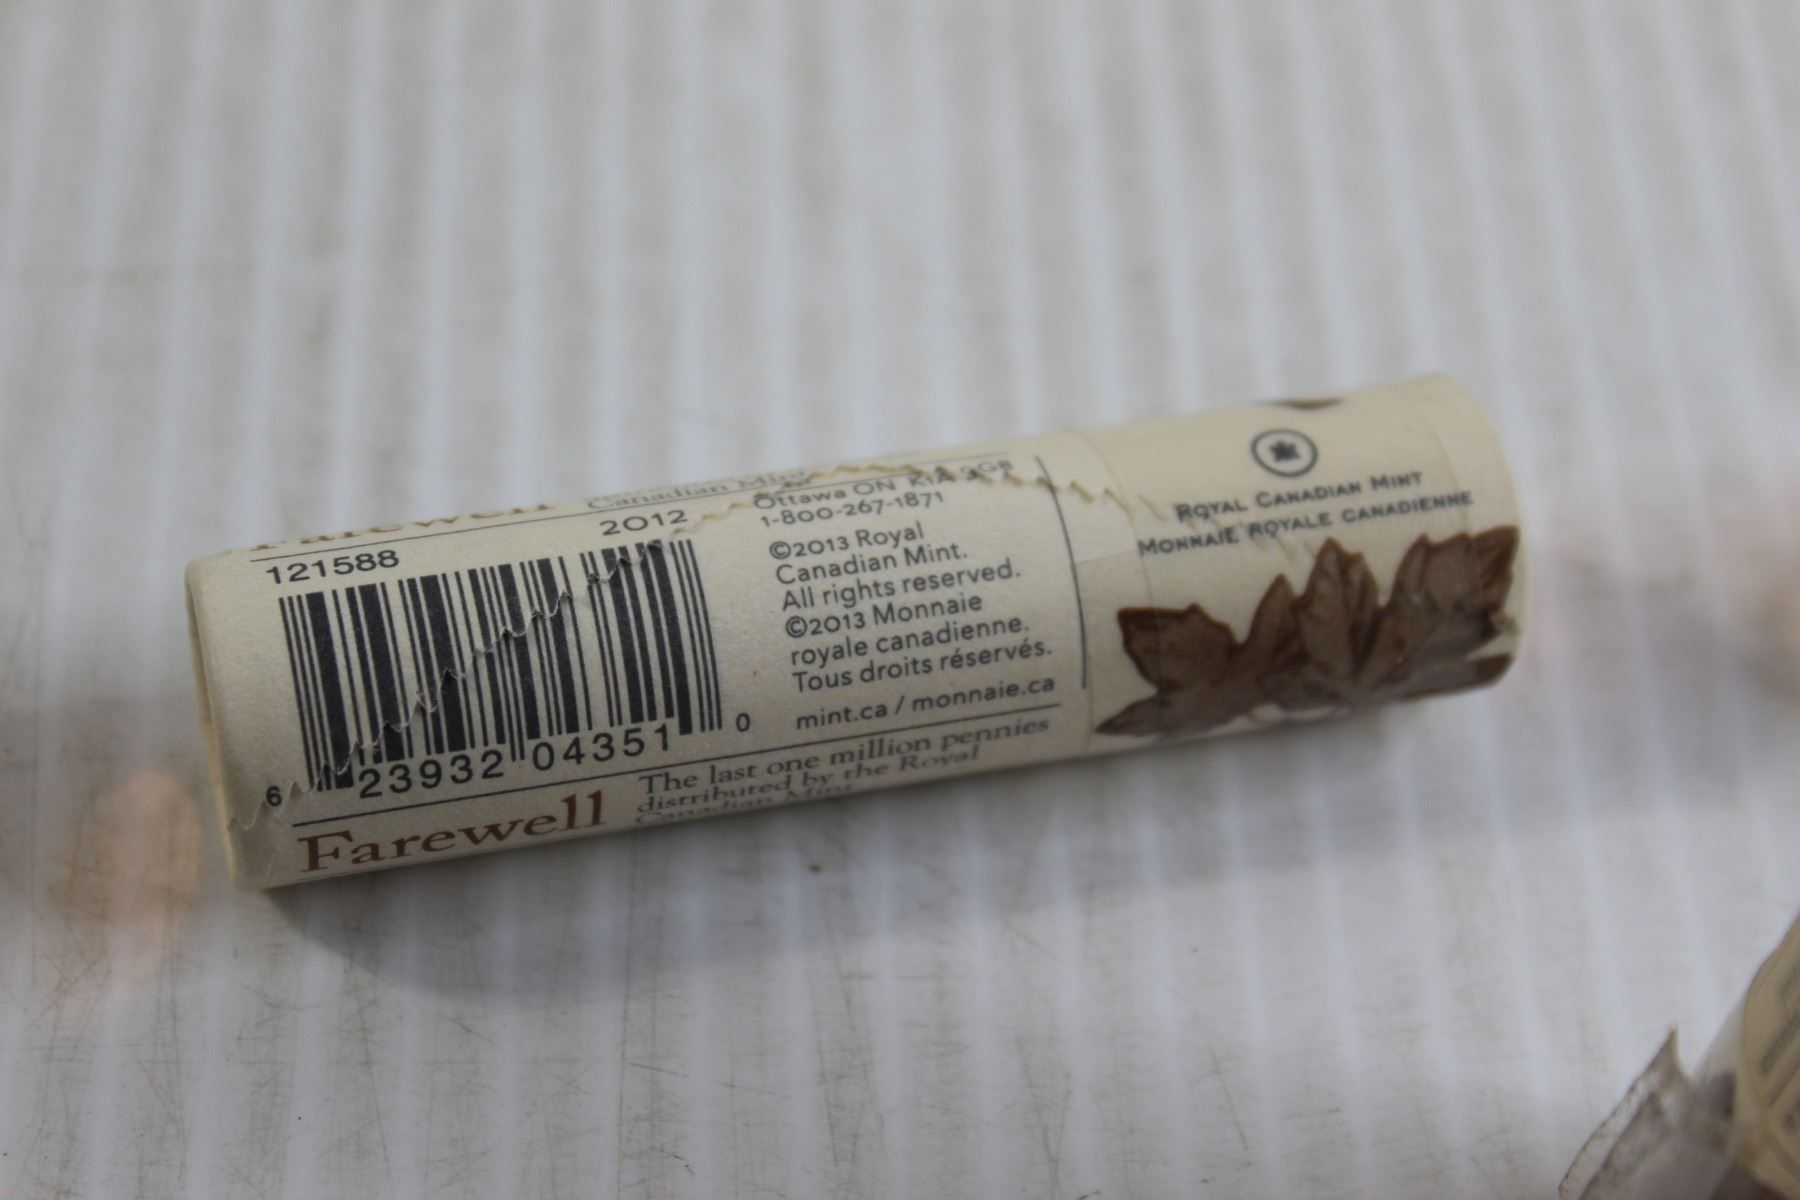 Farewell
Canadian Mint
121588
2012
6 23932 04351 0
Ottawa ON K1A 0G8
1-800-267-1871
©2013 Royal
Canadian Mint.
All rights reserved.
©2013 Monnaie
royale canadienne.
Tous droits réservés.
mint.ca / monnaie.ca
ROYAL CANADIAN MINT
MONNAIE ROYALE CANADIENNE
Farewell
The last one million pennies
distributed by the Royal
Canadian Mint